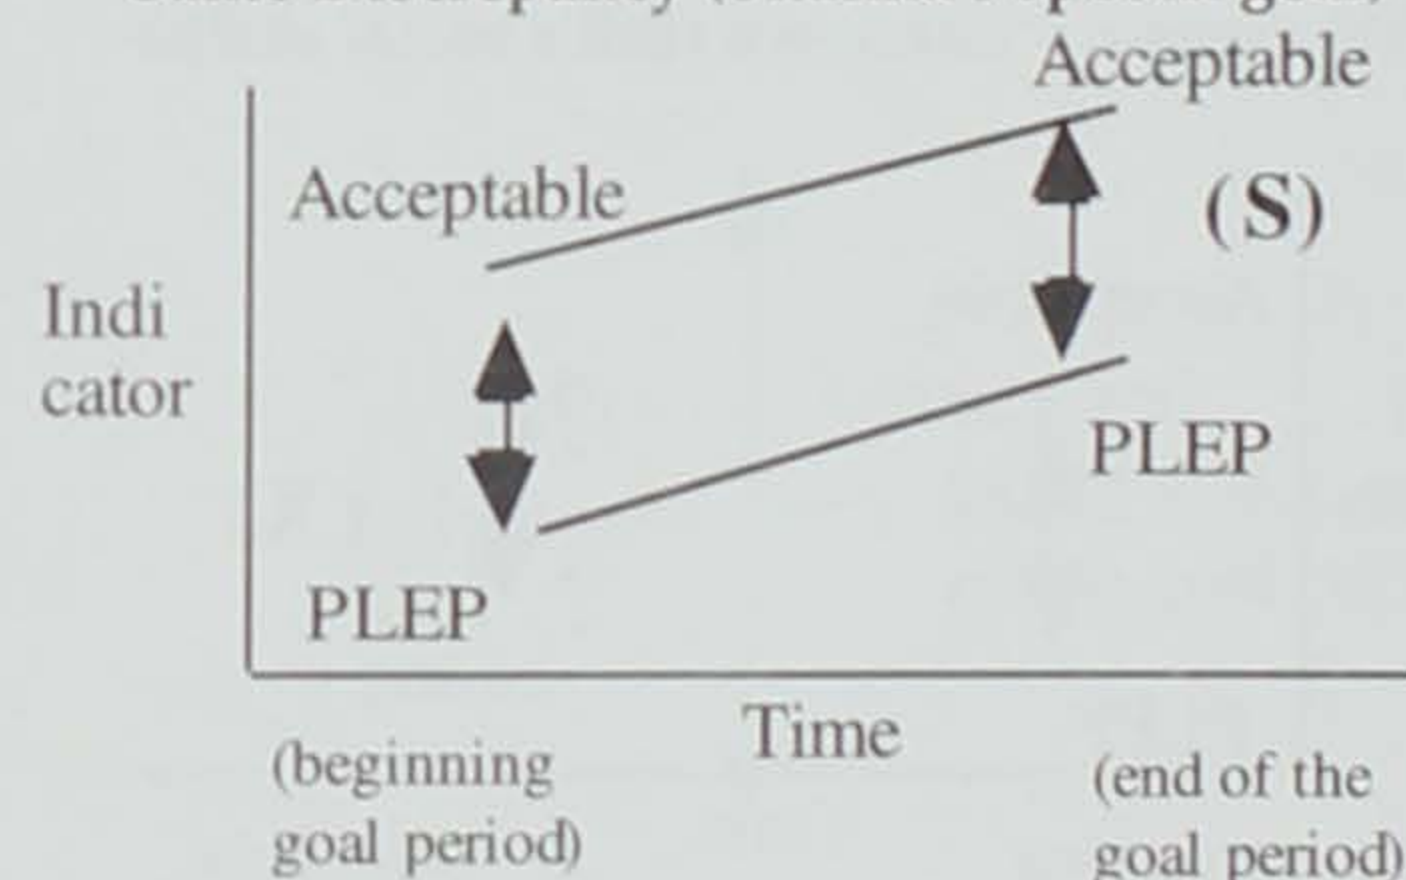 Acceptable
Acceptable
(S)
Indi
cator
PLEP
PLEP
Time
(beginning
goal period)
(end of the
goal period)